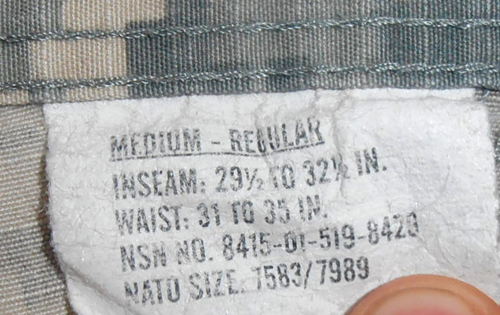 MEDIUM - REGULAR
INSEAM: 29½ TO 32½ IN.
WAIST: 31 TO 35 IN.
NSN NO. 8415-01-519-8423
NATO SIZE. 7583/7989